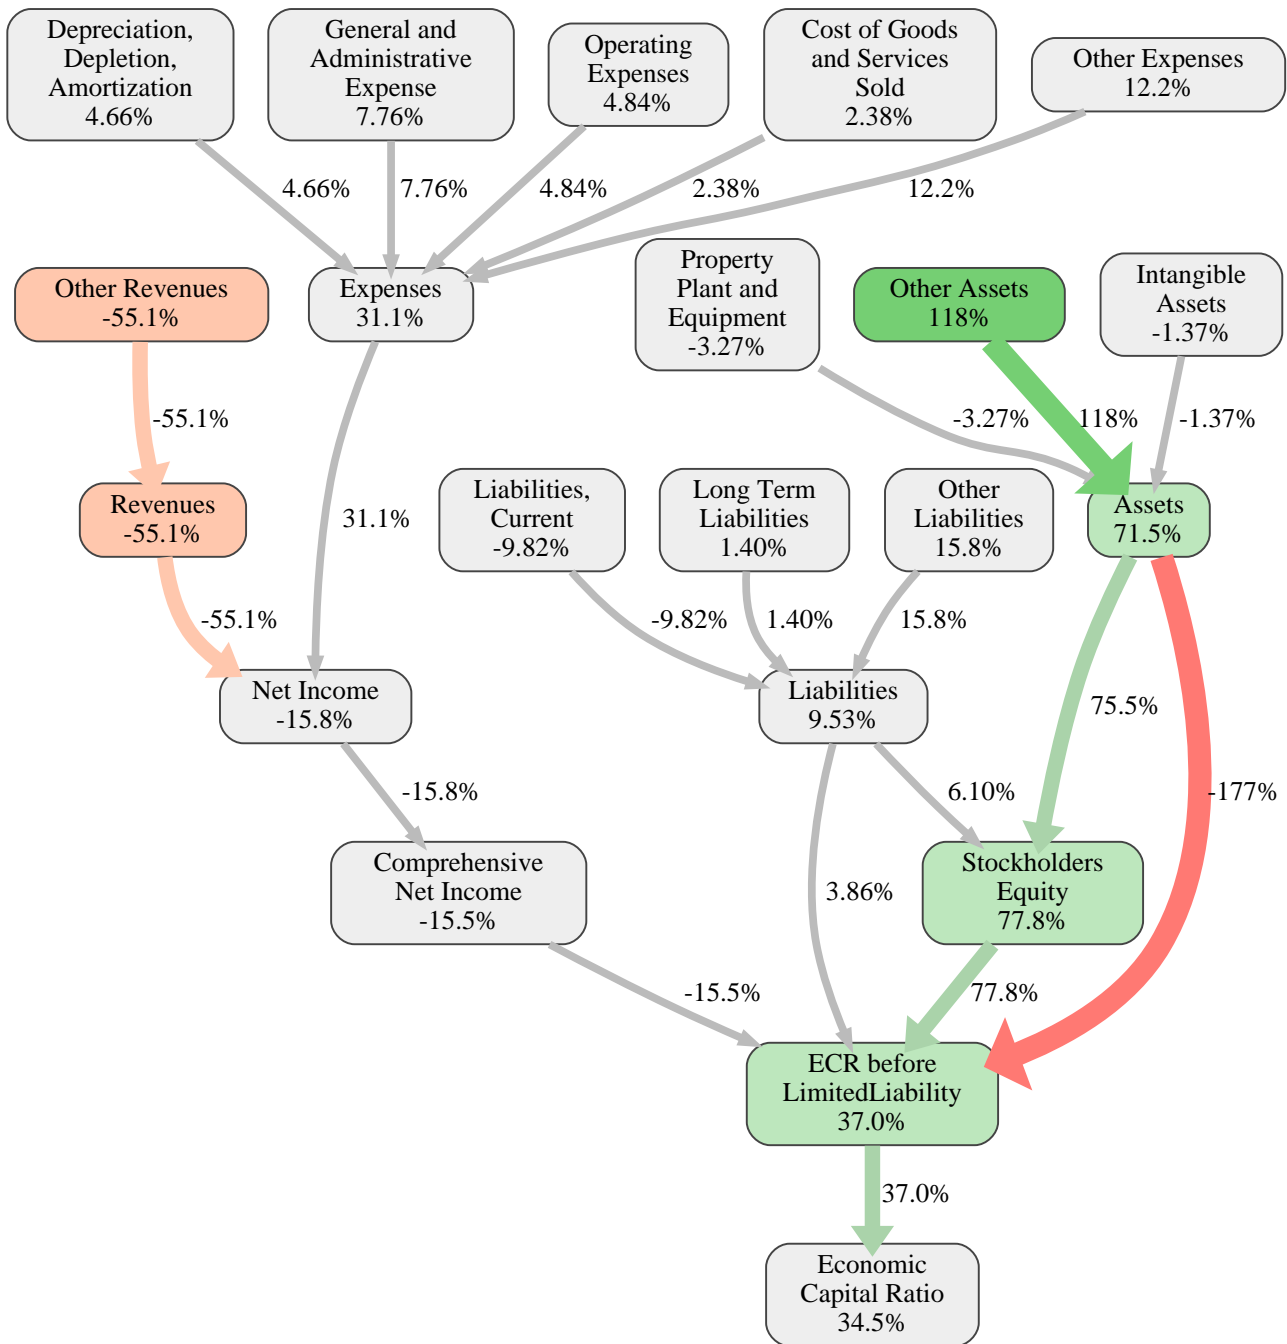 Depreciation,
Depletion,
Amortization
4.66%
General and
Administrative
Expense
7.76%
Operating
Expenses
4.84%
Cost of Goods
and Services
Sold
2.38%
Other Expenses
12.2%
4.66%
7.76%
4.84%
2.38%
12.2%
Other Revenues
-55.1%
Expenses
31.1%
Property
Plant and
Equipment
-3.27%
Other Assets
118%
Intangible
Assets
-1.37%
-55.1%
-3.27%
118%
-1.37%
Revenues
-55.1%
31.1%
Liabilities,
Current
-9.82%
Long Term
Liabilities
1.40%
Other
Liabilities
15.8%
Assets
71.5%
-55.1%
-9.82%
1.40%
15.8%
Net Income
-15.8%
Liabilities
9.53%
75.5%
-15.8%
6.10%
-177%
Comprehensive
Net Income
-15.5%
3.86%
Stockholders
Equity
77.8%
-15.5%
77.8%
ECR before
LimitedLiability
37.0%
37.0%
Economic
Capital Ratio
34.5%